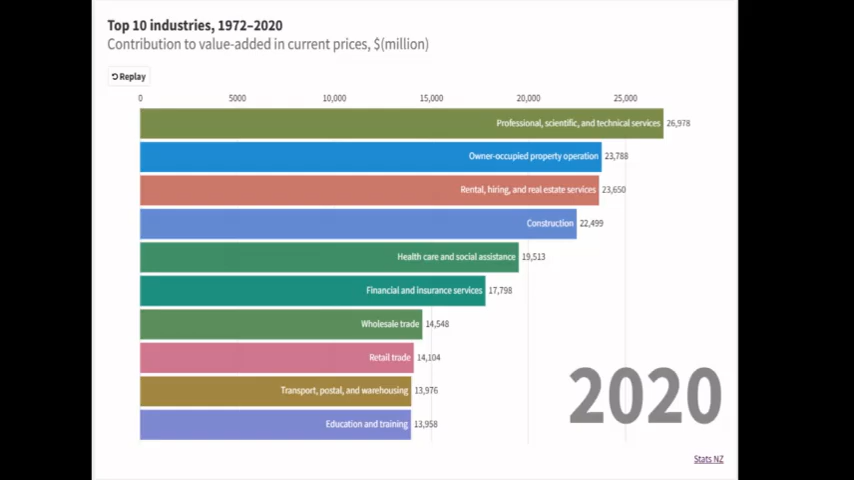 Top 10 industries, 1972–2020
Contribution to value-added in current prices, $(million)
Replay
0 5000 10,000 15,000 20,000 25,000
Professional, scientific, and technical services 26,978
Owner-occupied property operation 23,788
Rental, hiring, and real estate services 23,650
Construction 22,499
Health care and social assistance 19,513
Financial and insurance services 17,798
Wholesale trade 14,548
Retail trade 14,104
Transport, postal, and warehousing 13,976
Education and training 13,958
2020
Stats NZ